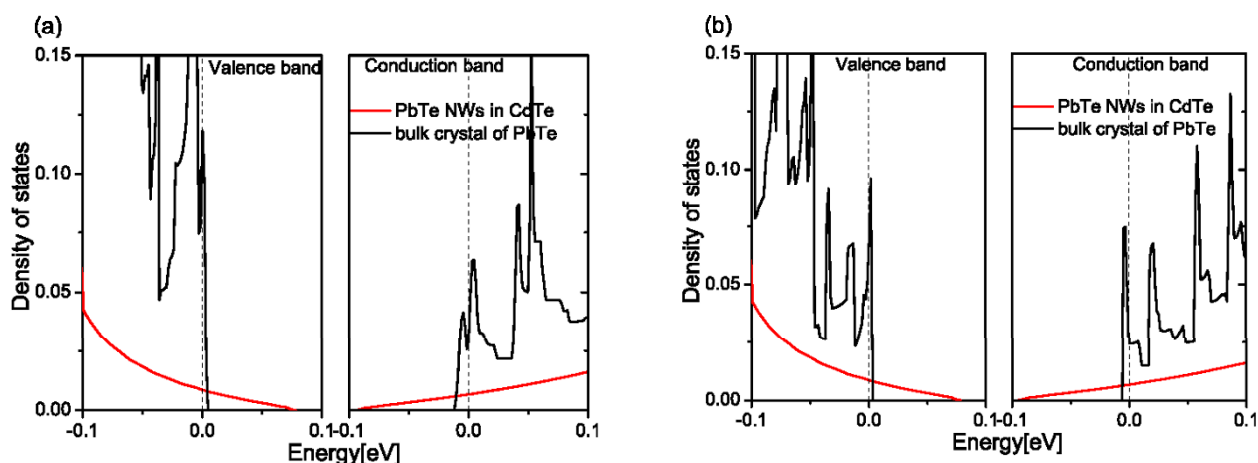 (a)
Density of states
0.15
0.10
0.05
0.00
Valence band
-0.1
0.0
0.1
Conduction band
PbTe NWs in CdTe
bulk crystal of PbTe
-0.1
0.0
0.1
Energy[eV]
(b)
Density of states
0.15
0.10
0.05
0.00
Valence band
-0.1
0.0
0.1
Conduction band
PbTe NWs in CdTe
bulk crystal of PbTe
-0.1
0.0
0.1
Energy[eV]